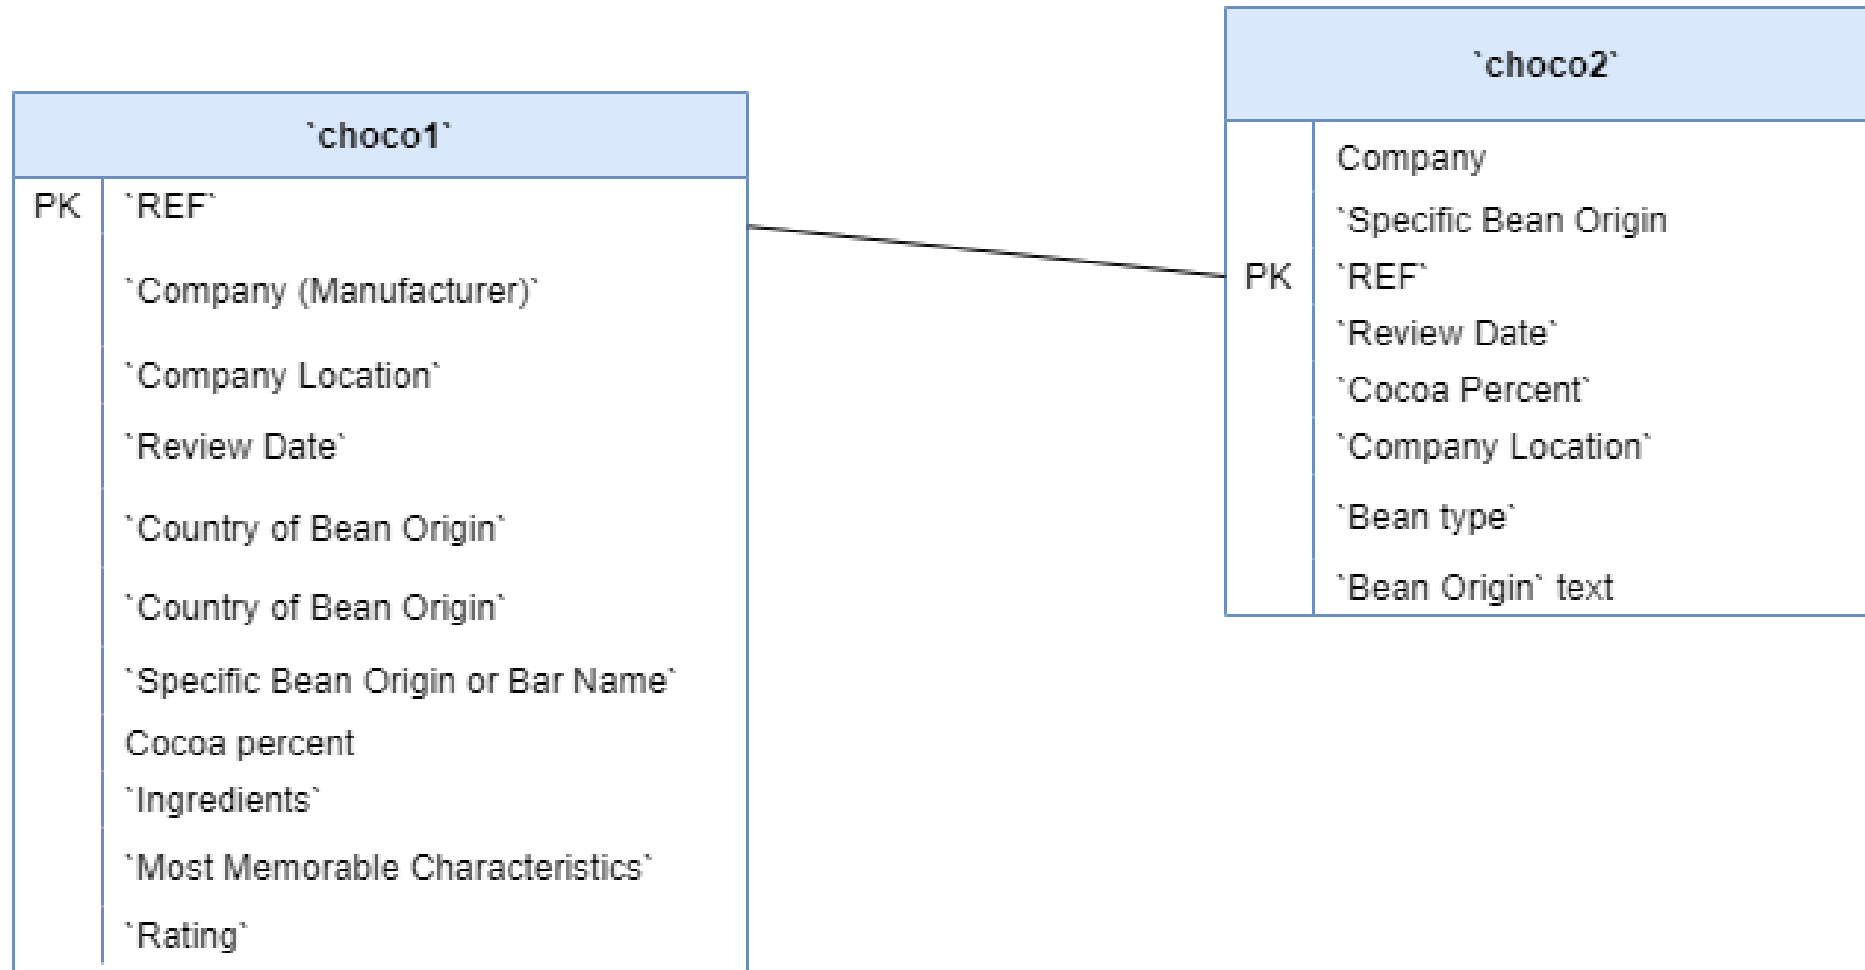 `choco1`
PK `REF`
`Company (Manufacturer)`
`Company Location`
`Review Date`
`Country of Bean Origin`
`Country of Bean Origin`
`Specific Bean Origin or Bar Name`
Cocoa percent
`Ingredients`
`Most Memorable Characteristics`
`Rating`
`choco2`
Company
`Specific Bean Origin
PK `REF`
`Review Date`
`Cocoa Percent`
`Company Location`
`Bean type`
`Bean Origin` text